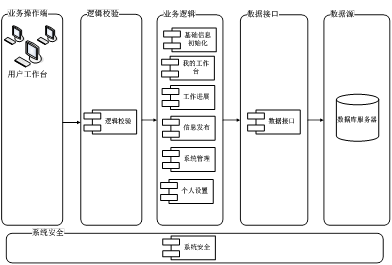 业务操作端
逻辑校验
业务逻辑
数据接口
数据源
用户工作台
逻辑校验
基础信息
初始化
我的工作
台
工作进展
信息发布
系统管理
个人设置
数据接口
数据库服务器
系统安全
系统安全